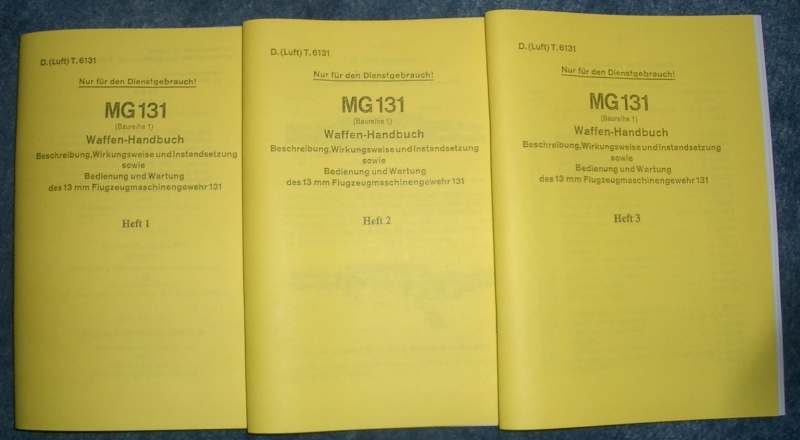 D.(Luft) T. 6131
Nur für den Dienstgebrauch!
MG 131
(Baureihe 1)
Waffen-Handbuch
Beschreibung, Wirkungsweise und Instandsetzung
sowie
Bedienung und Wartung
des 13 mm Flugzeugmaschinengewehr 131
Heft 1
D.(Luft) T. 6131
Nur für den Dienstgebrauch!
MG 131
(Baureihe 1)
Waffen-Handbuch
Beschreibung, Wirkungsweise und Instandsetzung
sowie
Bedienung und Wartung
des 13 mm Flugzeugmaschinengewehr 131
Heft 2
D.(Luft) T. 6131
Nur für den Dienstgebrauch!
MG 131
(Baureihe 1)
Waffen-Handbuch
Beschreibung, Wirkungsweise und Instandsetzung
sowie
Bedienung und Wartung
des 13 mm Flugzeugmaschinengewehr 131
Heft 3